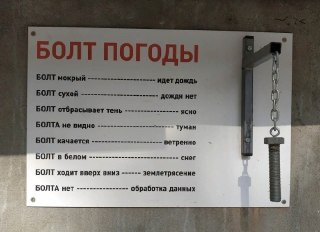 БОЛТ ПОГОДЫ
БОЛТ мокрый ---------------------- идет дождь
БОЛТ сухой ---------------------- дождя нет
БОЛТ отбрасывает тень --------------- ясно
БОЛТА не видно ---------------------- туман
БОЛТ качается ------------------- ветренно
БОЛТ в белом ------------------------- снег
БОЛТ ходит вверх вниз ------- землетрясение
БОЛТА нет --------------- обработка данных